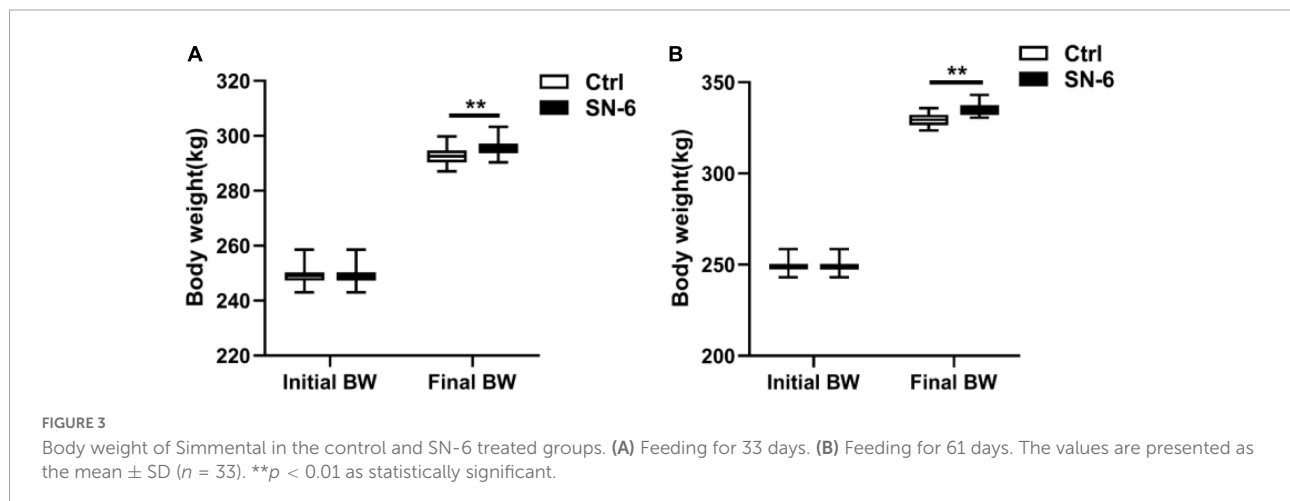 A
Ctrl
SN-6
**
Body weight(kg)
320
300
280
260
240
220
Initial BW
Final BW
B
Ctrl
SN-6
**
Body weight(kg)
350
300
250
200
Initial BW
Final BW
FIGURE 3
Body weight of Simmental in the control and SN-6 treated groups. (A) Feeding for 33 days. (B) Feeding for 61 days. The values are presented as
the mean ± SD (n = 33). **p < 0.01 as statistically significant.